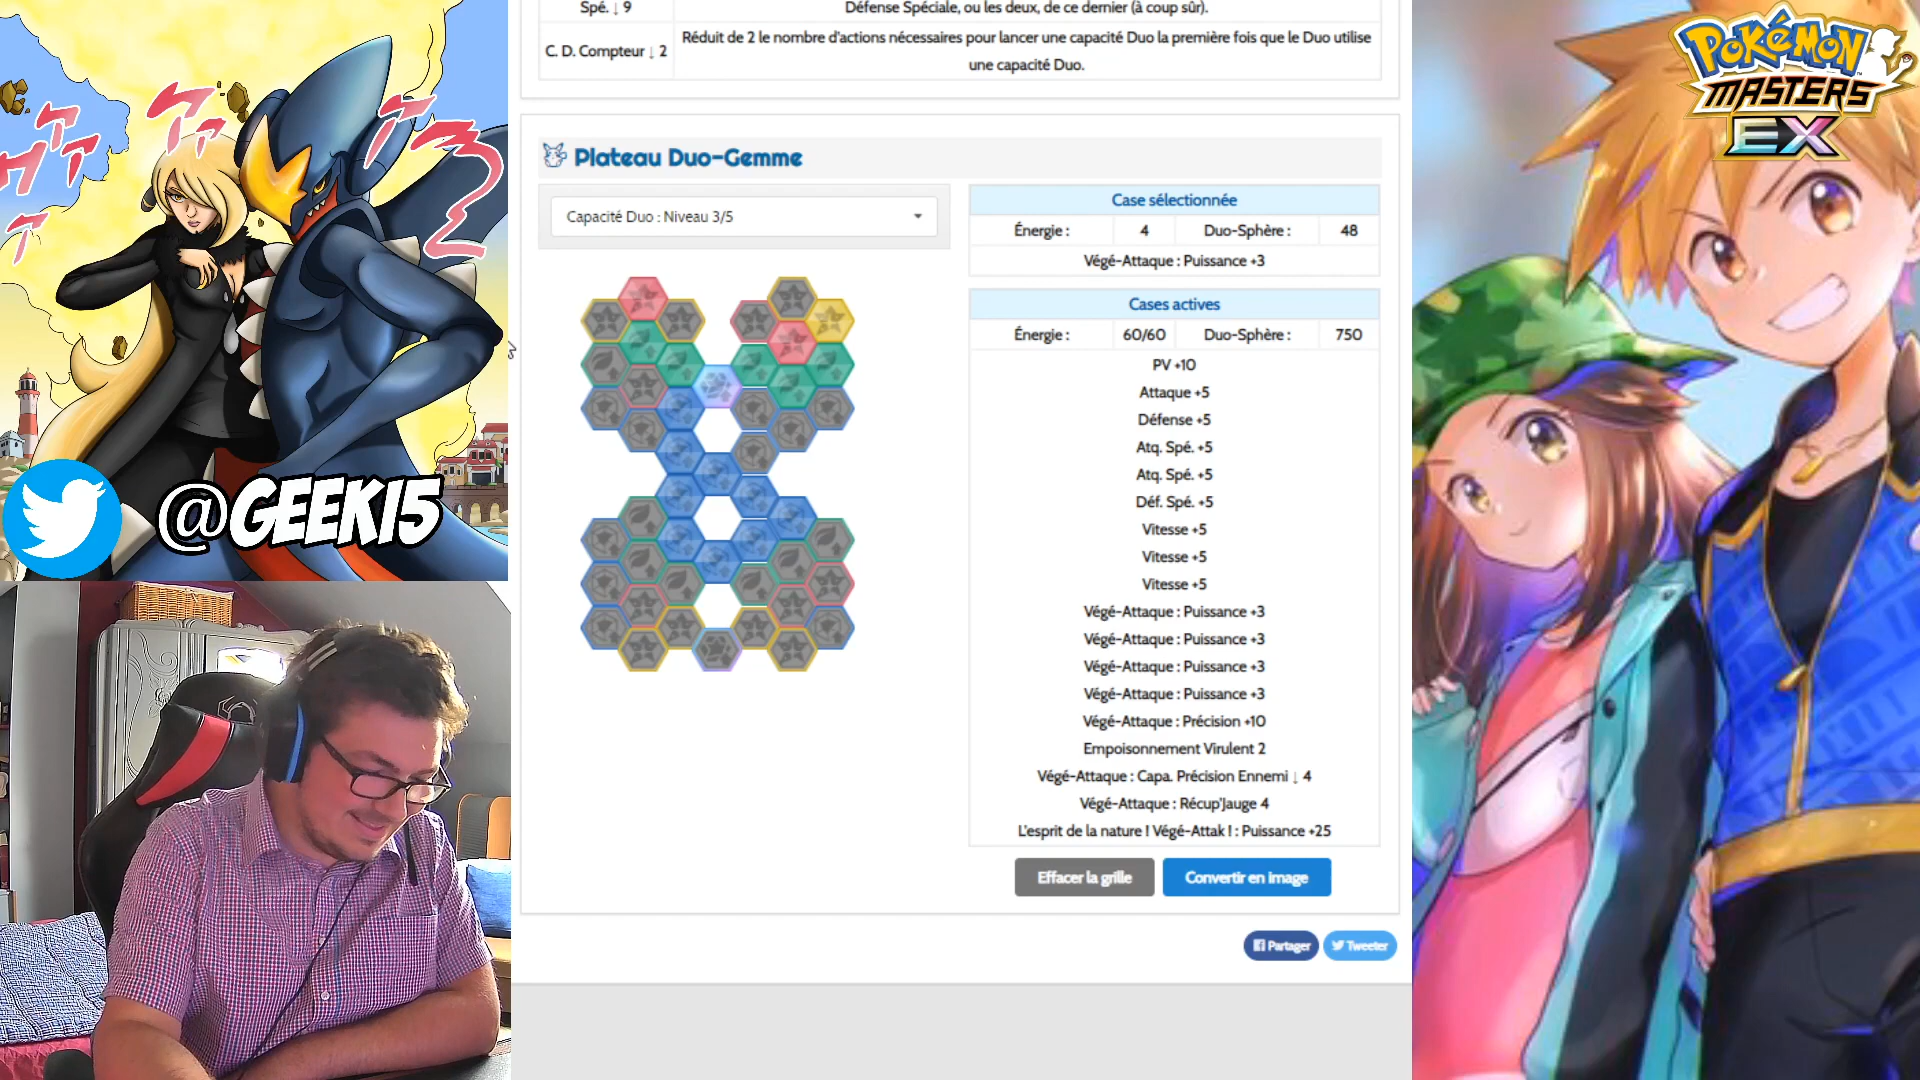 Spé. ↓ 9
Défense Spéciale, ou les deux, de ce dernier (à coup sûr).
C. D. Compteur ↓ 2
Réduit de 2 le nombre d'actions nécessaires pour lancer une capacité Duo la première fois que le Duo utilise
une capacité Duo.
Plateau Duo-Gemme
Capacité Duo : Niveau 3/5
Case sélectionnée
Énergie : 4 Duo-Sphère : 48
Végé-Attaque : Puissance +3
Cases actives
Énergie : 60/60 Duo-Sphère : 750
PV +10
Attaque +5
Défense +5
Atq. Spé. +5
Atq. Spé. +5
Déf. Spé. +5
Vitesse +5
Vitesse +5
Vitesse +5
Végé-Attaque : Puissance +3
Végé-Attaque : Puissance +3
Végé-Attaque : Puissance +3
Végé-Attaque : Puissance +3
Végé-Attaque : Précision +10
Empoisonnement Virulent 2
Végé-Attaque : Capa. Précision Ennemi ↓ 4
Végé-Attaque : Récup'Jauge 4
L'esprit de la nature ! Végé-Attak ! : Puissance +25
Effacer la grille
Convertir en image
Partager
Tweeter
@GEEK15
POKéMON
MASTERS
EX